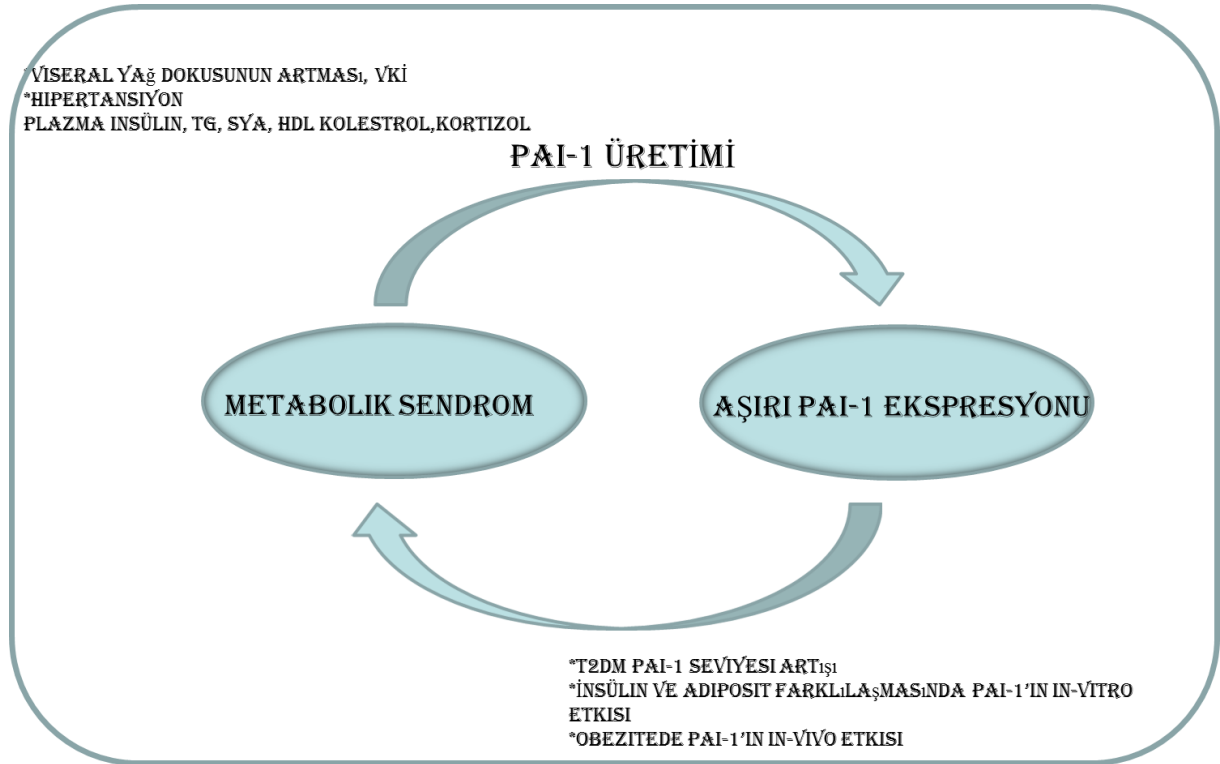 *VISERAL YAğ DOKUSUNUN ARTMASı, VKİ
*HIPERTANSIYON
PLAZMA INSÜLIN, TG, SYA, HDL KOLESTROL,KORTIZOL
PAI-1 ÜRETİMİ
METABOLIK SENDROM
AŞIRI PAI-1 EKSPRESYONU
*T2DM PAI-1 SEVIYESI ARTışı
*İNSÜLIN VE ADIPOSIT FARKLıLAşMASıNDA PAI-1’IN IN-VITRO
ETKISI
*OBEZITEDE PAI-1’IN IN-VIVO ETKISI